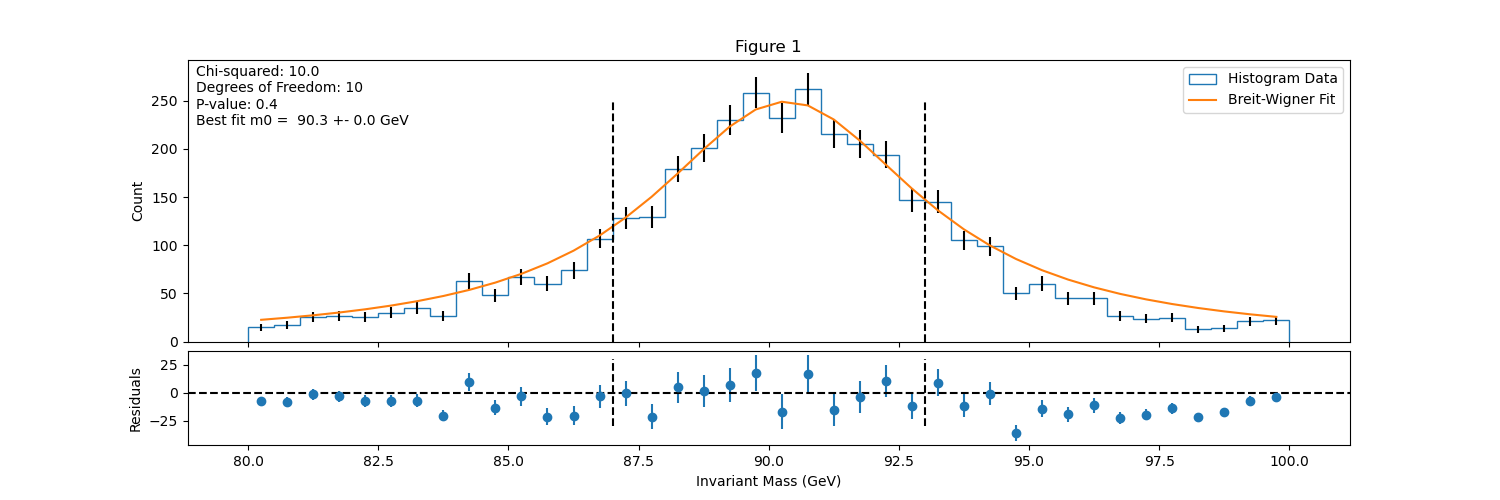 Figure 1
Chi-squared: 10.0
Degrees of Freedom: 10
P-value: 0.4
Best fit m0 =  90.3 +- 0.0 GeV
Histogram Data
Breit-Wigner Fit
Count
250
200
150
100
50
0
Residuals
25
0
−25
80.0 82.5 85.0 87.5 90.0 92.5 95.0 97.5 100.0
Invariant Mass (GeV)